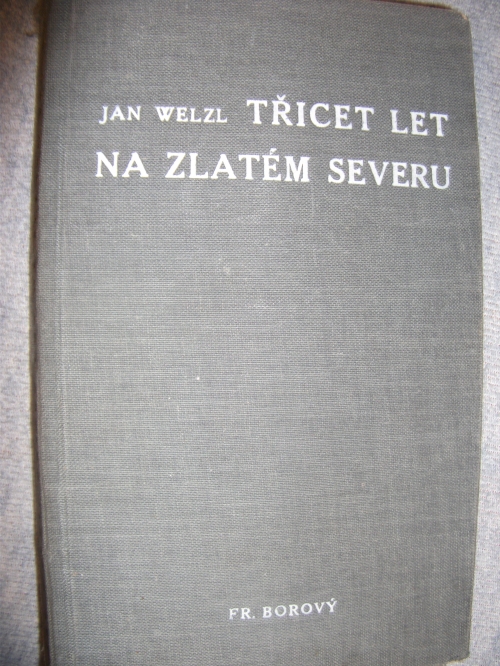 JAN WELZL TŘICET LET
NA ZLATÉM SEVERU
FR. BOROVÝ